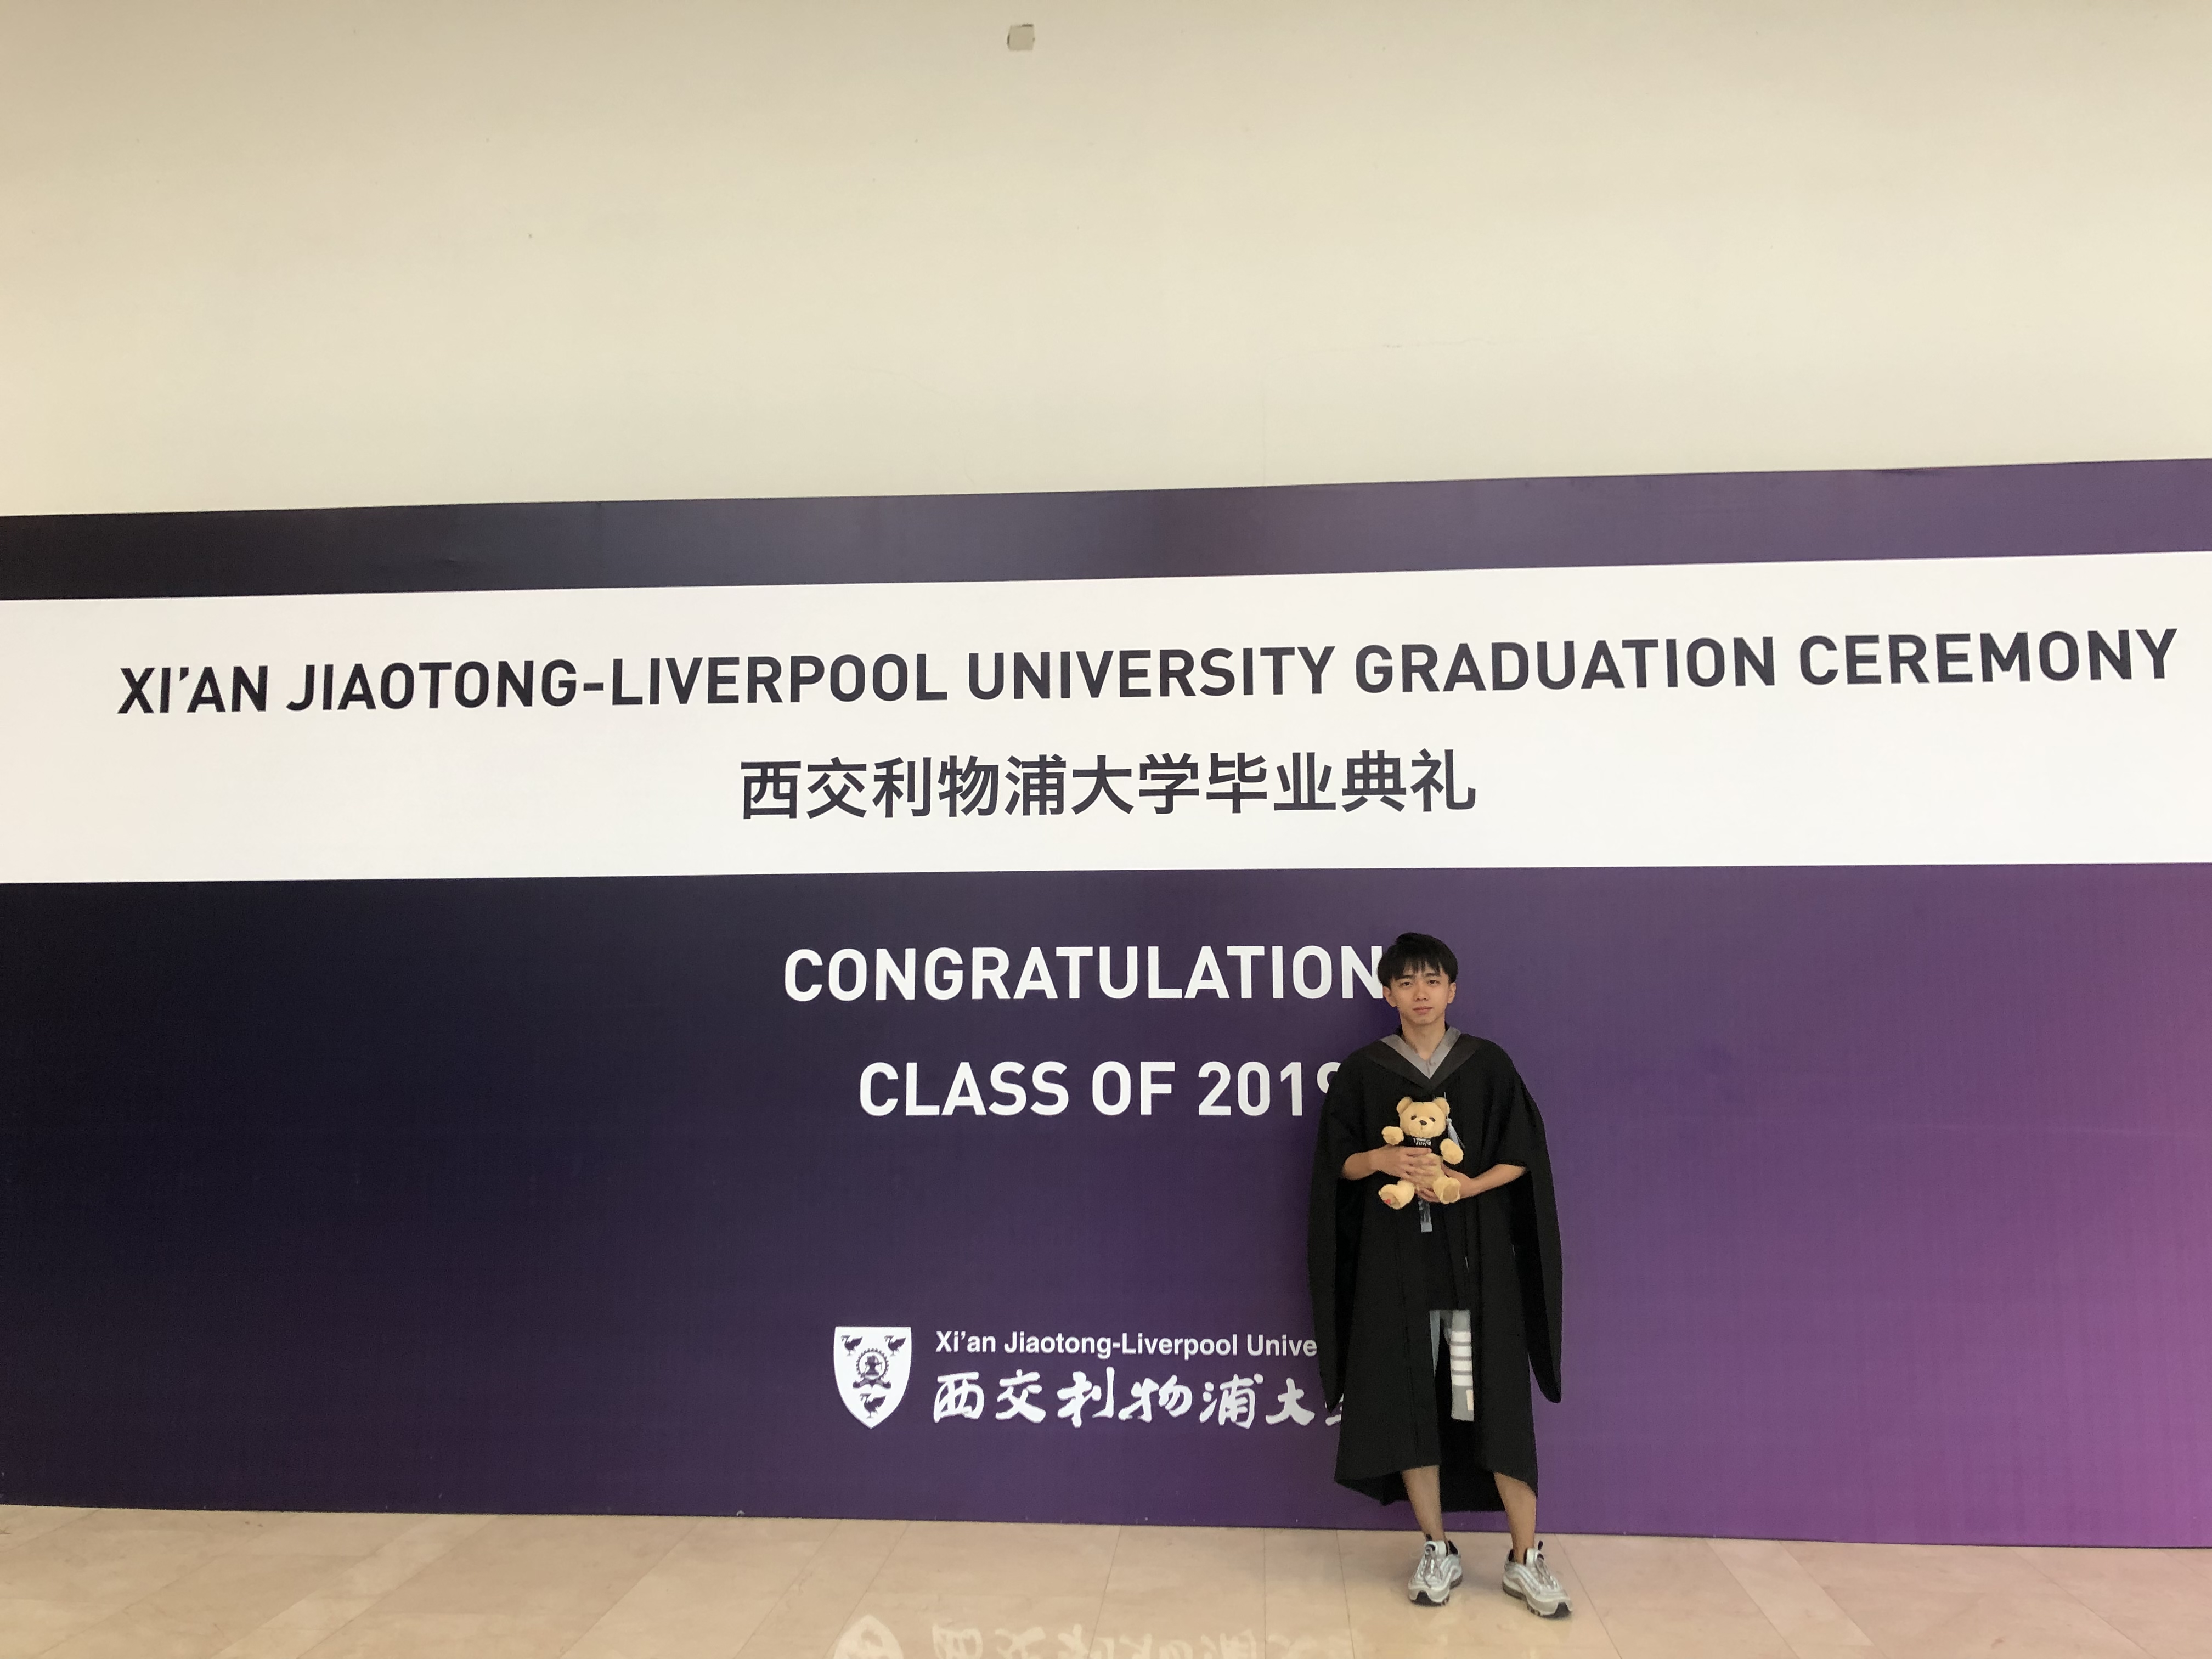 XI'AN JIAOTONG-LIVERPOOL UNIVERSITY GRADUATION CEREMONY
西交利物浦大学毕业典礼
CONGRATULATION
CLASS OF 2019
Xi'an Jiaotong-Liverpool Unive
西交利物浦大